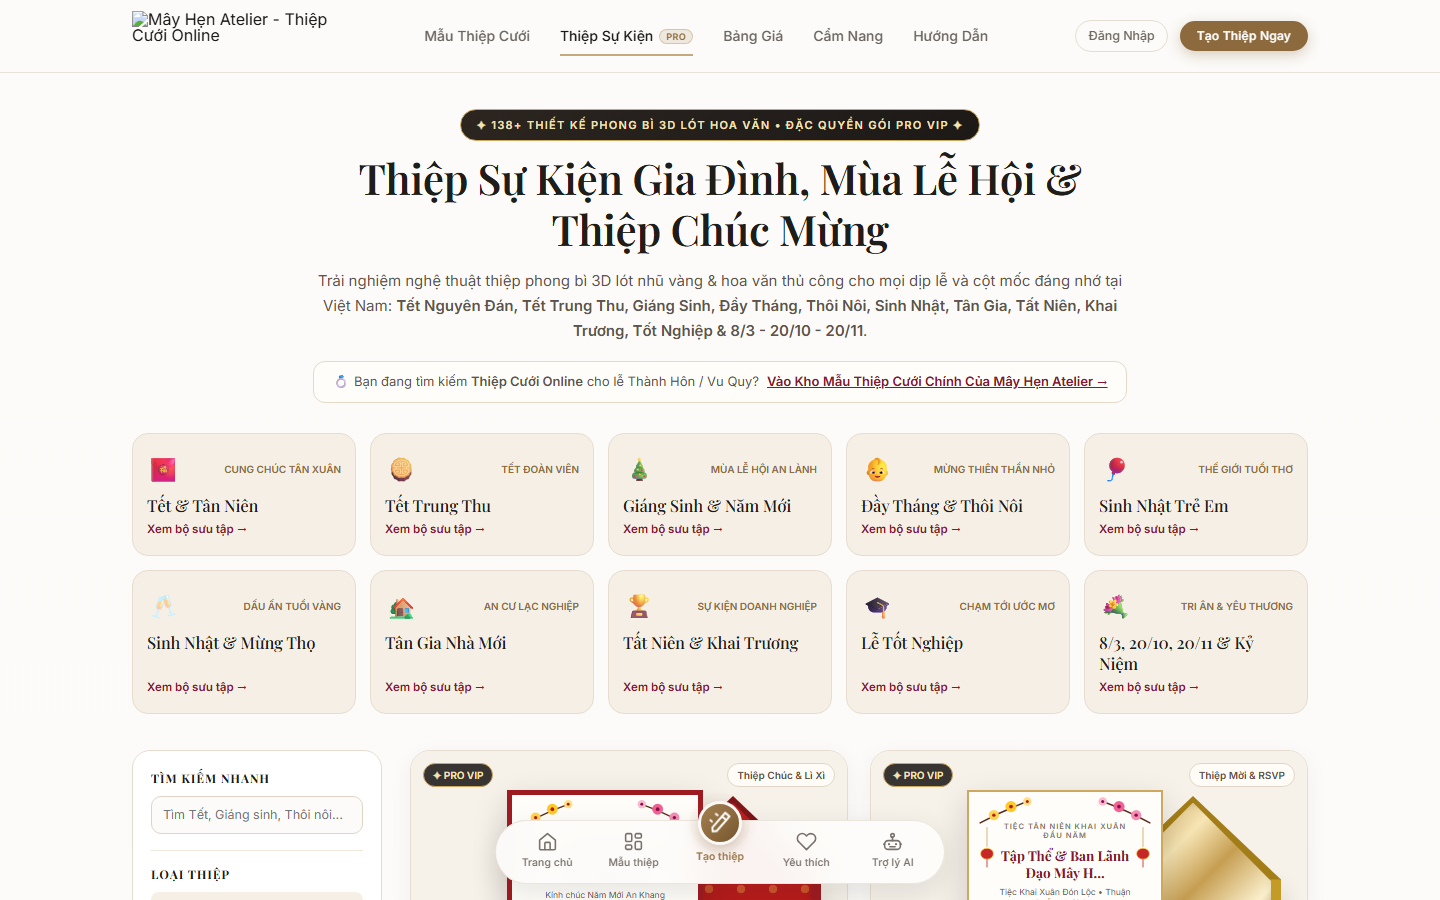 Mây Hẹn Atelier - Thiệp Cưới Online
Mẫu Thiệp Cưới
Thiệp Sự Kiện PRO
Bảng Giá
Cẩm Nang
Hướng Dẫn
Đăng Nhập
Tạo Thiệp Ngay
✦ 138+ THIẾT KẾ PHONG BÌ 3D LÓT HOA VĂN • ĐẶC QUYỀN GÓI PRO VIP ✦
Thiệp Sự Kiện Gia Đình, Mùa Lễ Hội &
Thiệp Chúc Mừng
Trải nghiệm nghệ thuật thiệp phong bì 3D lót nhũ vàng & hoa văn thủ công cho mọi dịp lễ và cột mốc đáng nhớ tại
Việt Nam: Tết Nguyên Đán, Tết Trung Thu, Giáng Sinh, Đầy Tháng, Thôi Nôi, Sinh Nhật, Tân Gia, Tất Niên, Khai
Trương, Tốt Nghiệp & 8/3 - 20/10 - 20/11.
Bạn đang tìm kiếm Thiệp Cưới Online cho lễ Thành Hôn / Vu Quy? Vào Kho Mẫu Thiệp Cưới Chính Của Mây Hẹn Atelier →
CUNG CHÚC TÂN XUÂN
Tết & Tân Niên
Xem bộ sưu tập →
TẾT ĐOÀN VIÊN
Tết Trung Thu
Xem bộ sưu tập →
MÙA LỄ HỘI AN LÀNH
Giáng Sinh & Năm Mới
Xem bộ sưu tập →
MỪNG THIÊN THẦN NHỎ
Đầy Tháng & Thôi Nôi
Xem bộ sưu tập →
THẾ GIỚI TUỔI THƠ
Sinh Nhật Trẻ Em
Xem bộ sưu tập →
DẤU ẤN TUỔI VÀNG
Sinh Nhật & Mừng Thọ
Xem bộ sưu tập →
AN CƯ LẠC NGHIỆP
Tân Gia Nhà Mới
Xem bộ sưu tập →
SỰ KIỆN DOANH NGHIỆP
Tất Niên & Khai Trương
Xem bộ sưu tập →
CHẠM TỚI ƯỚC MƠ
Lễ Tốt Nghiệp
Xem bộ sưu tập →
TRI ÂN & YÊU THƯƠNG
8/3, 20/10, 20/11 & Kỷ
Niệm
Xem bộ sưu tập →
TÌM KIẾM NHANH
Tìm Tết, Giáng sinh, Thôi nôi...
LOẠI THIỆP
✦ PRO VIP
Thiệp Chúc & Lì Xì
Kính chúc Năm Mới An Khang
✦ PRO VIP
Thiệp Mời & RSVP
TIỆC TÂN NIÊN KHAI XUÂN
ĐẦU NĂM
Tập Thể & Ban Lãnh
Đạo Mây H...
Tiệc Khai Xuân Đón Lộc • Thuận
Trang chủ
Mẫu thiệp
Tạo thiệp
Yêu thích
Trợ lý AI